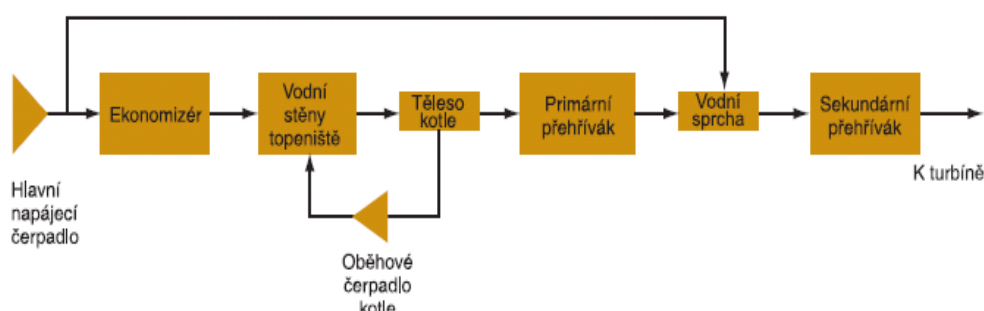 Hlavní
napájecí
čerpadlo
Ekonomizér
Vodní
stěny
topeniště
Těleso
kotle
Oběhové
čerpadlo
kotle
Primární
přehřívák
Vodní
sprcha
Sekundární
přehřívák
K turbíně